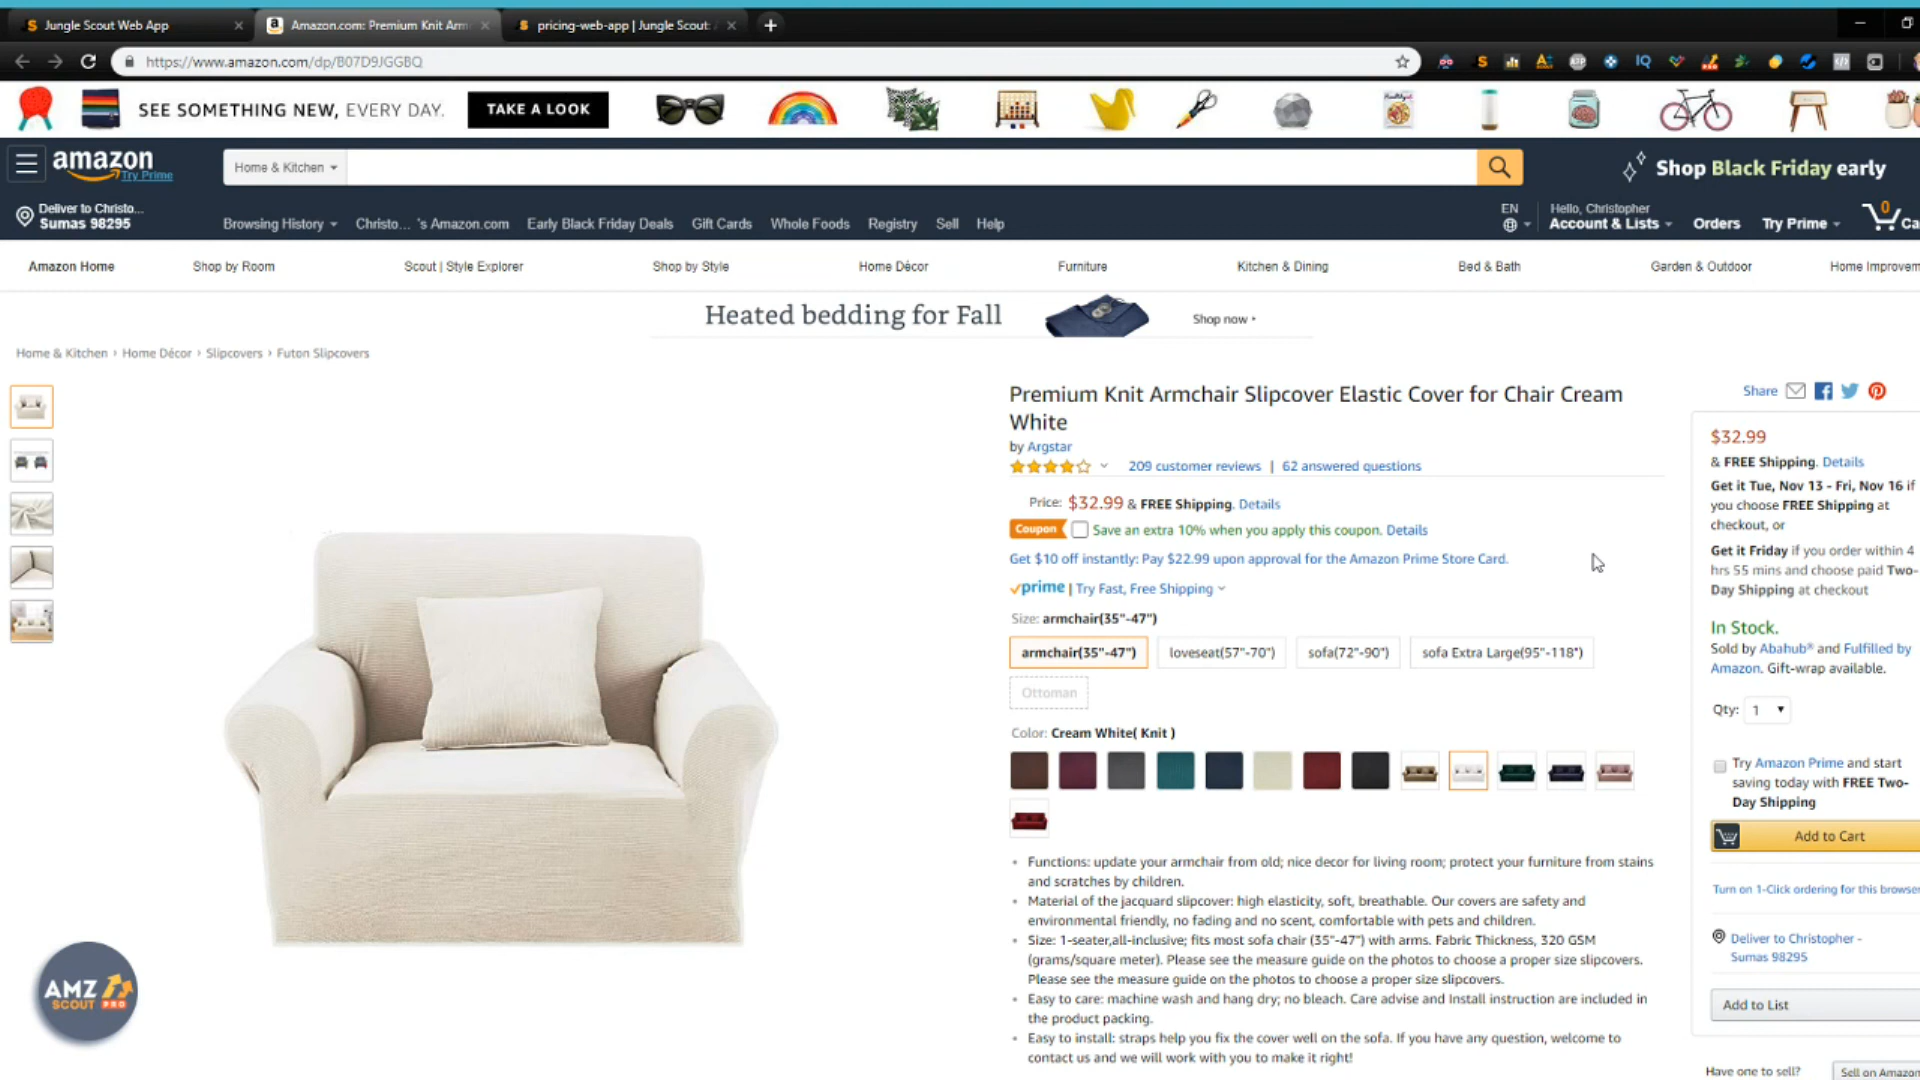 Jungle Scout Web App
Amazon.com: Premium Knit Arm
pricing-web-app | Jungle Scout:
https://www.amazon.com/dp/B07D9JGGBQ
SEE SOMETHING NEW, EVERY DAY.
TAKE A LOOK
amazon
Try Prime
Home & Kitchen
Shop Black Friday early
Deliver to Christo...
Sumas 98295
Browsing History
Christo... 's Amazon.com
Early Black Friday Deals
Gift Cards
Whole Foods
Registry
Sell
Help
EN
Hello, Christopher
Account & Lists
Orders
Try Prime
0
Ca
Amazon Home
Shop by Room
Scout | Style Explorer
Shop by Style
Home Décor
Furniture
Kitchen & Dining
Bed & Bath
Garden & Outdoor
Home Improvem
Heated bedding for Fall
Shop now
Home & Kitchen › Home Décor › Slipcovers › Futon Slipcovers
Premium Knit Armchair Slipcover Elastic Cover for Chair Cream
White
by Argstar
209 customer reviews | 62 answered questions
Price: $32.99 & FREE Shipping. Details
Coupon Save an extra 10% when you apply this coupon. Details
Get $10 off instantly: Pay $22.99 upon approval for the Amazon Prime Store Card.
prime | Try Fast, Free Shipping
Size: armchair(35"-47")
armchair(35"-47")
loveseat(57"-70")
sofa(72"-90")
sofa Extra Large(95"-118")
Ottoman
Color: Cream White( Knit )
• Functions: update your armchair from old; nice decor for living room; protect your furniture from stains
and scratches by children.
• Material of the jacquard slipcover: high elasticity, soft, breathable. Our covers are safety and
environmental friendly, no fading and no scent, comfortable with pets and children.
• Size: 1-seater,all-inclusive; fits most sofa chair (35"-47") with arms. Fabric Thickness, 320 GSM
(grams/square meter). Please see the measure guide on the photos to choose a proper size slipcovers.
Please see the measure guide on the photos to choose a proper size slipcovers.
• Easy to care: machine wash and hang dry; no bleach. Care advise and Install instruction are included in
the product packing.
• Easy to install: straps help you fix the cover well on the sofa. If you have any question, welcome to
contact us and we will work with you to make it right!
Share
$32.99
& FREE Shipping. Details
Get it Tue, Nov 13 - Fri, Nov 16 if
you choose FREE Shipping at
checkout, or
Get it Friday if you order within 4
hrs 55 mins and choose paid Two-
Day Shipping at checkout
In Stock.
Sold by Abahub® and Fulfilled by
Amazon. Gift-wrap available.
Qty: 1
Try Amazon Prime and start
saving today with FREE Two-
Day Shipping
Add to Cart
Turn on 1-Click ordering for this browser
Deliver to Christopher -
Sumas 98295
Add to List
Have one to sell?
Sell on Amazon
AMZ
SCOUT PRO